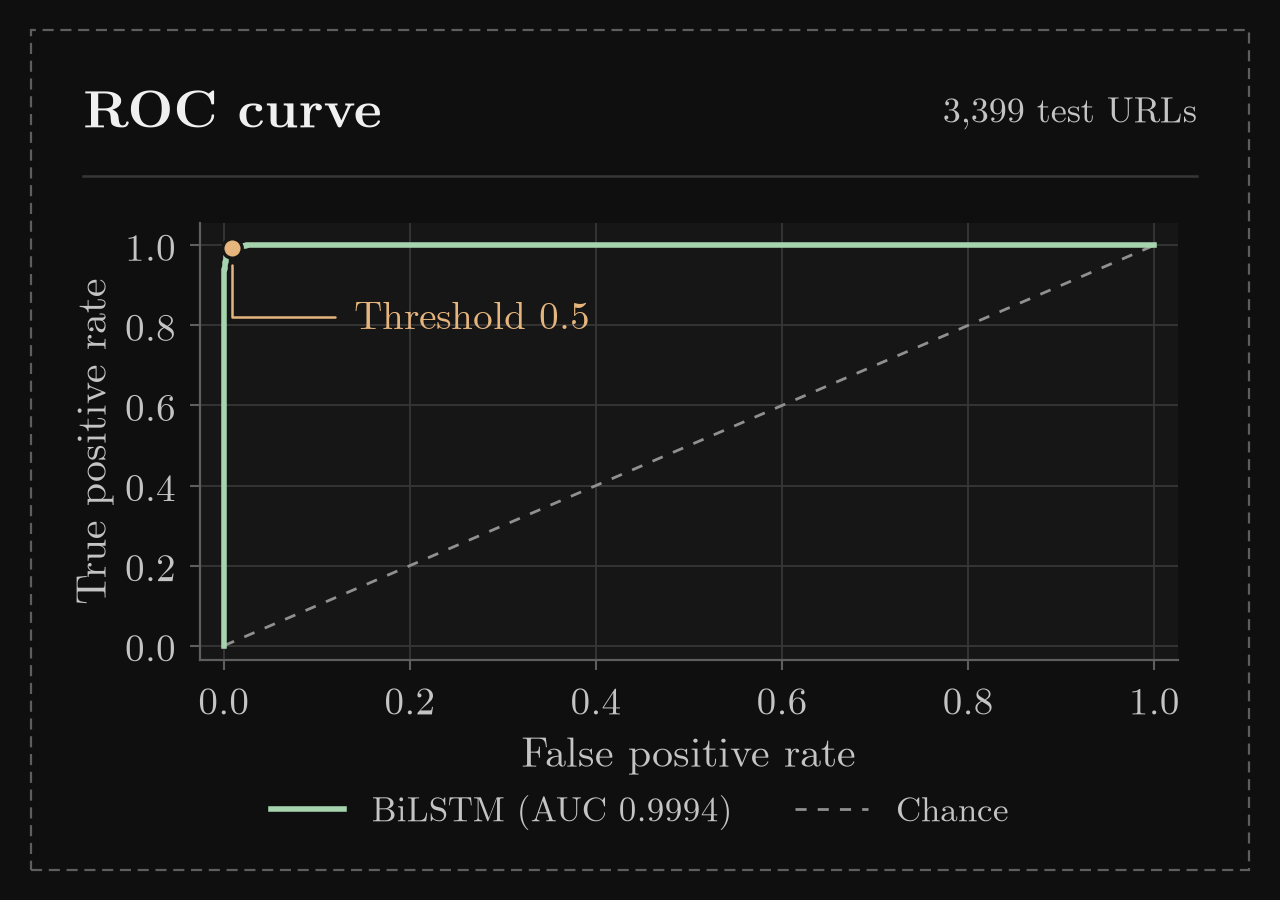 ROC curve
3,399 test URLs
True positive rate
1.0
0.8
0.6
0.4
0.2
0.0
Threshold 0.5
0.0 0.2 0.4 0.6 0.8 1.0
False positive rate
BiLSTM (AUC 0.9994)
Chance